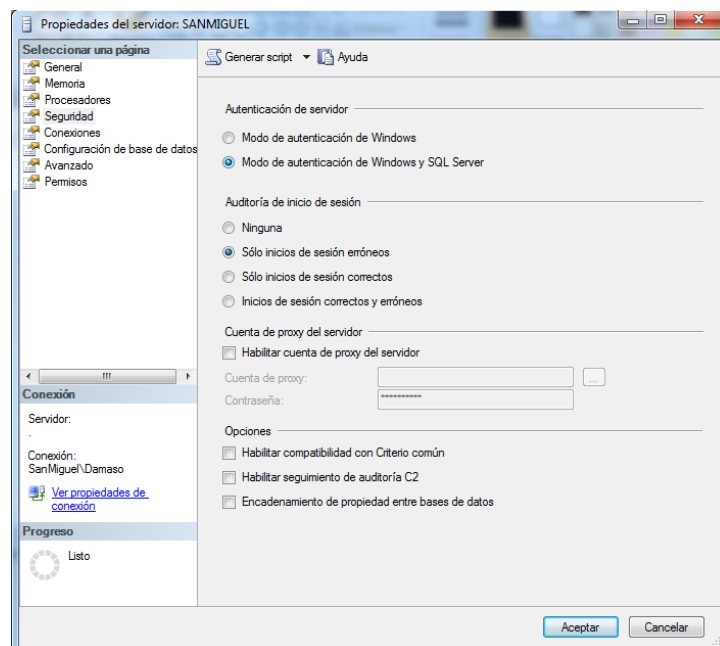 Propiedades del servidor: SANMIGUEL
Seleccionar una página
General
Memoria
Procesadores
Seguridad
Conexiones
Configuración de base de datos
Avanzado
Permisos
Conexión
Servidor:
.
Conexión:
SanMiguel\Damaso
Ver propiedades de
conexión
Progreso
Listo
Generar script Ayuda
Autenticación de servidor
Modo de autenticación de Windows
Modo de autenticación de Windows y SQL Server
Auditoría de inicio de sesión
Ninguna
Sólo inicios de sesión erróneos
Sólo inicios de sesión correctos
Inicios de sesión correctos y erróneos
Cuenta de proxy del servidor
Habilitar cuenta de proxy del servidor
Cuenta de proxy: ...
Contraseña: **********
Opciones
Habilitar compatibilidad con Criterio común
Habilitar seguimiento de auditoría C2
Encadenamiento de propiedad entre bases de datos
Aceptar Cancelar